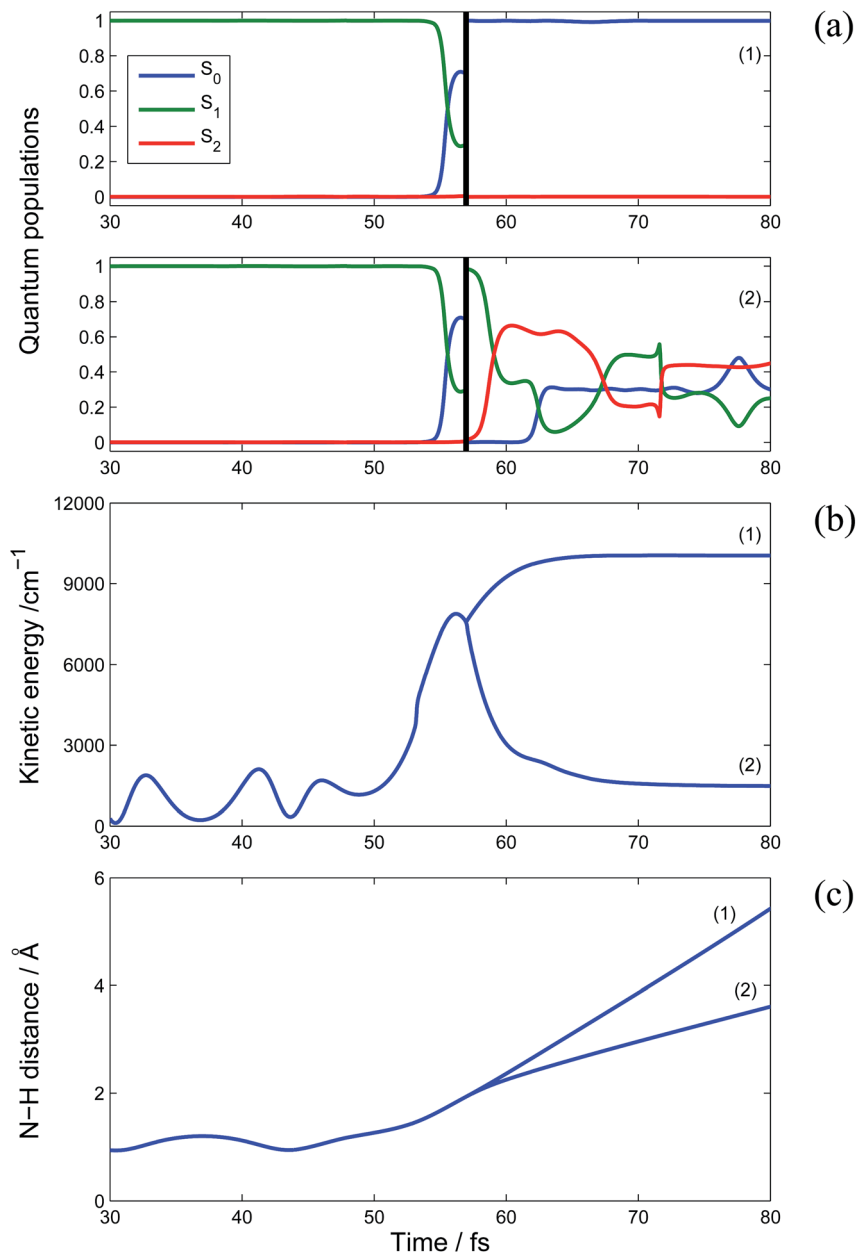 (a)
Quantum populations
1
0.8
0.6
0.4
0.2
0
S0
S1
S2
(1)
30 40 50 60 70 80
1
0.8
0.6
0.4
0.2
0
(2)
30 40 50 60 70 80
(b)
Kinetic energy /cm−1
12000
9000
6000
3000
0
(1)
(2)
30 40 50 60 70 80
(c)
N−H distance / Å
6
4
2
0
(1)
(2)
30 40 50 60 70 80
Time / fs